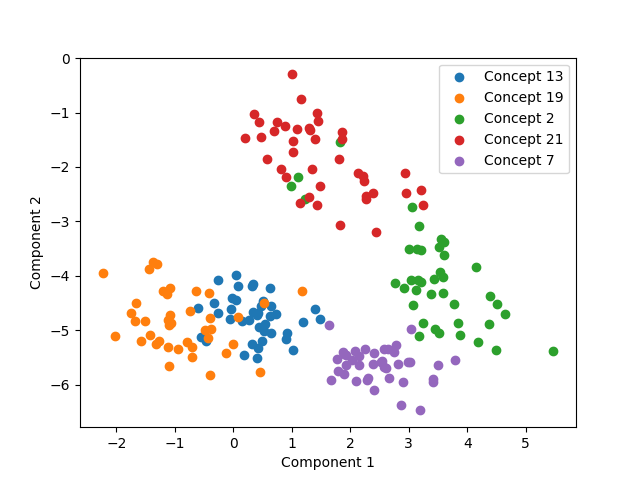 Concept 13
Concept 19
Concept 2
Concept 21
Concept 7
0
−1
−2
−3
−4
−5
−6
Component 2
−2 −1 0 1 2 3 4 5
Component 1